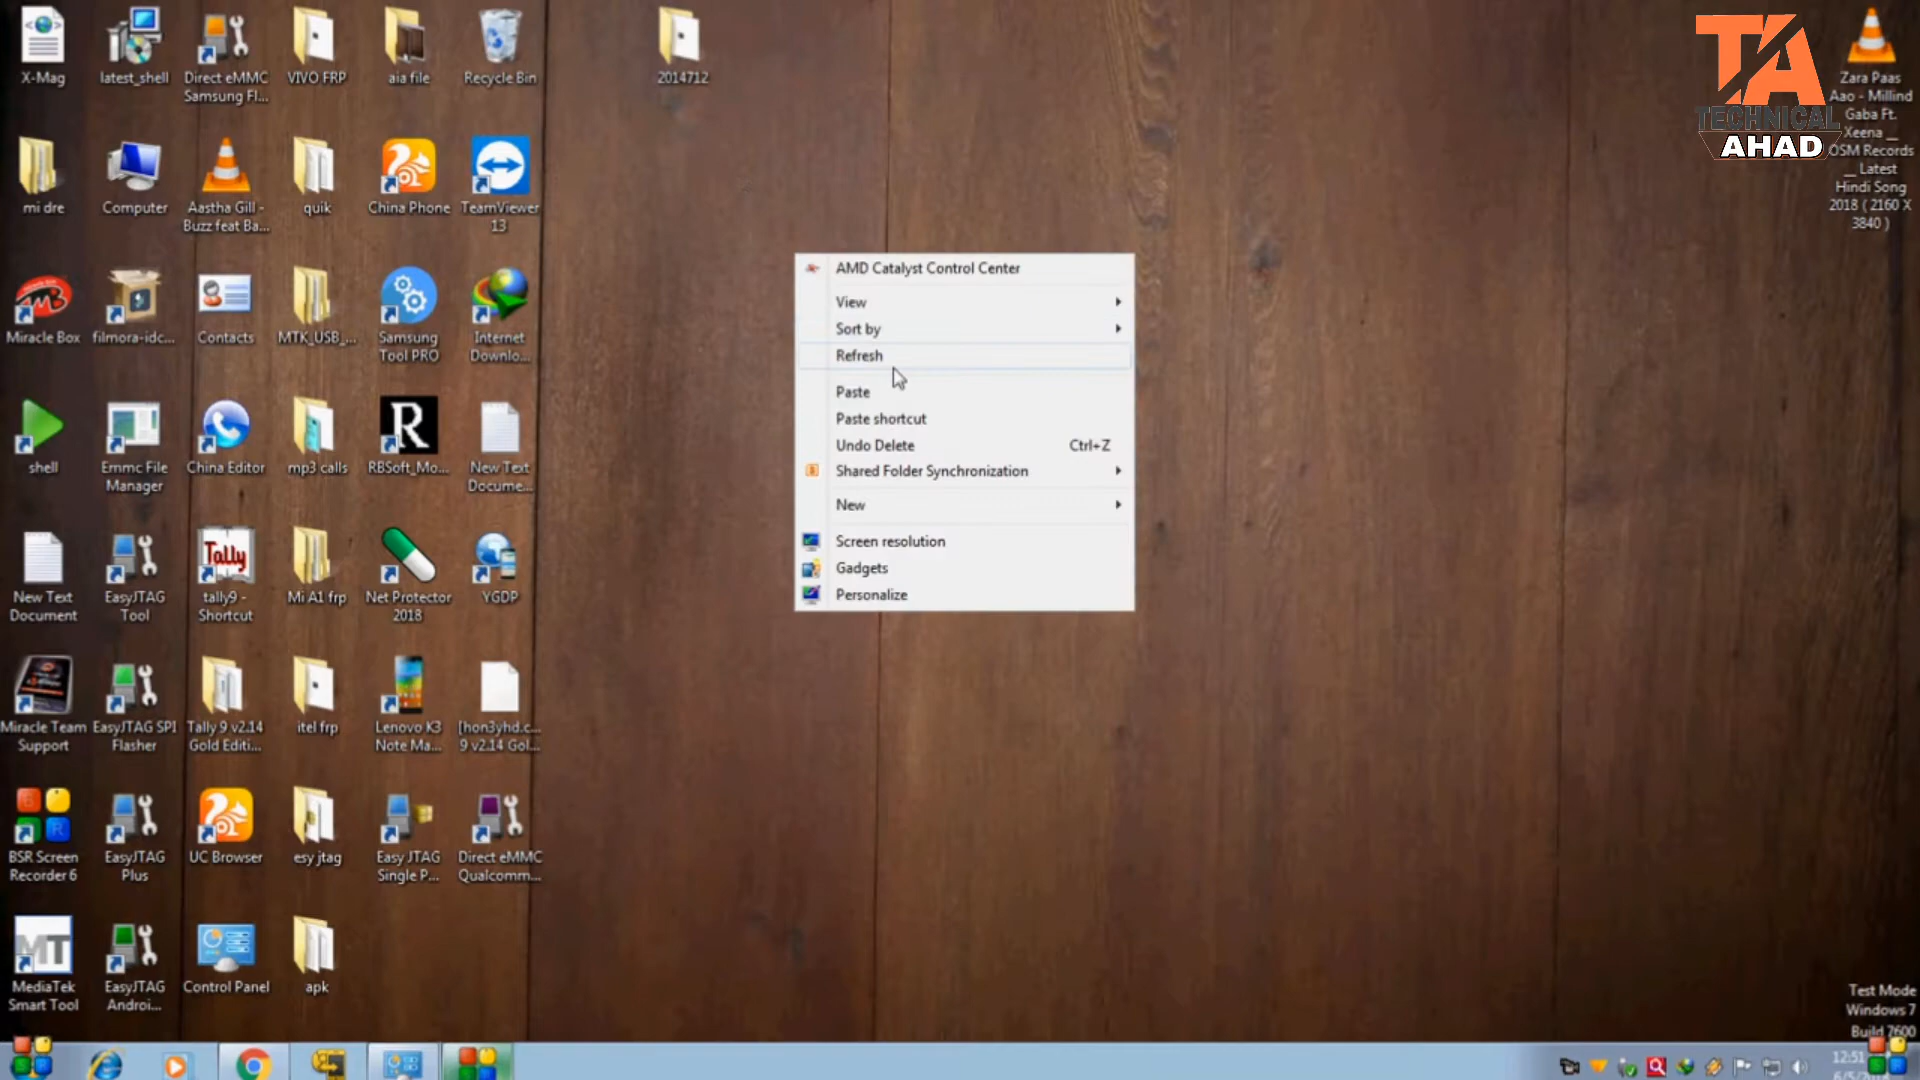 X-Mag
latest_shell
Direct eMMC
Samsung Fl...
VIVO FRP
aia file
Recycle Bin
2014712
Zara Paas
Aao - Millind
Gaba Ft.
Xeena __
OSM Records
__ Latest
Hindi Song
2018 ( 2160 X
3840 )
TA
TECHNICAL
AHAD
mi dre
Computer
Aastha Gill -
Buzz feat Ba...
quik
China Phone
TeamViewer
13
Miracle Box
filmora-idc...
Contacts
MTK_USB_...
Samsung
Tool PRO
Internet
Downlo...
AMD Catalyst Control Center
View
Sort by
Refresh
Paste
Paste shortcut
Undo Delete Ctrl+Z
Shared Folder Synchronization
New
Screen resolution
Gadgets
Personalize
shell
Emmc File
Manager
China Editor
mp3 calls
R
RBSoft_Mo...
New Text
Docume...
New Text
Document
EasyJTAG
Tool
Tally
tally9 -
Shortcut
Mi A1 frp
Net Protector
2018
YGDP
Miracle Team
Support
EasyJTAG SPI
Flasher
Tally 9 v2.14
Gold Editi...
itel frp
Lenovo K3
Note Ma...
[hon3yhd.c...
9 v2.14 Gol...
BSR Screen
Recorder 6
EasyJTAG
Plus
UC Browser
esy jtag
Easy JTAG
Single P...
Direct eMMC
Qualcomm...
MT
MediaTek
Smart Tool
EasyJTAG
Androi...
Control Panel
apk
Test Mode
Windows 7
Build 7600
12:51